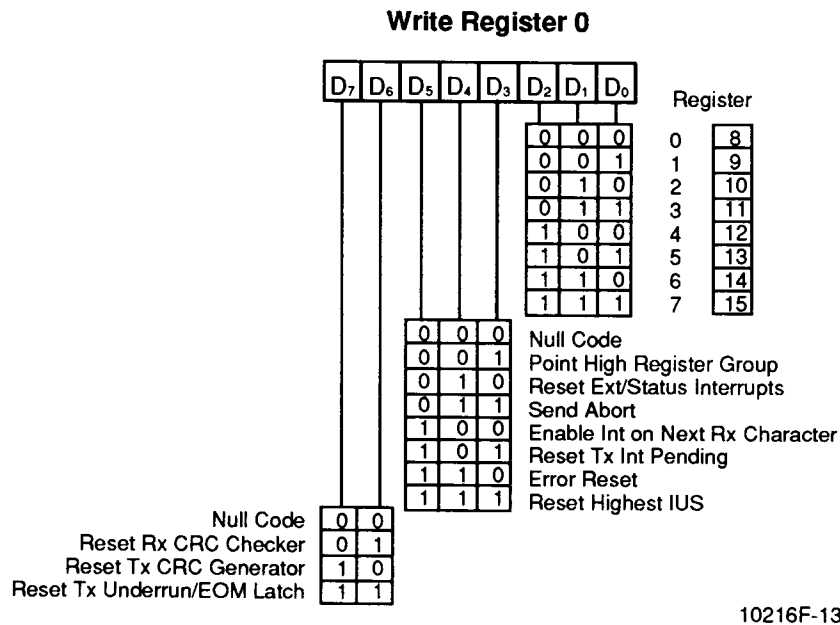 Write Register 0
D7 D6 D5 D4 D3 D2 D1 D0
Register
0 0 0 0 8
0 0 1 1 9
0 1 0 2 10
0 1 1 3 11
1 0 0 4 12
1 0 1 5 13
1 1 0 6 14
1 1 1 7 15
0 0 0 Null Code
0 0 1 Point High Register Group
0 1 0 Reset Ext/Status Interrupts
0 1 1 Send Abort
1 0 0 Enable Int on Next Rx Character
1 0 1 Reset Tx Int Pending
1 1 0 Error Reset
1 1 1 Reset Highest IUS
Null Code 0 0
Reset Rx CRC Checker 0 1
Reset Tx CRC Generator 1 0
Reset Tx Underrun/EOM Latch 1 1
10216F-13